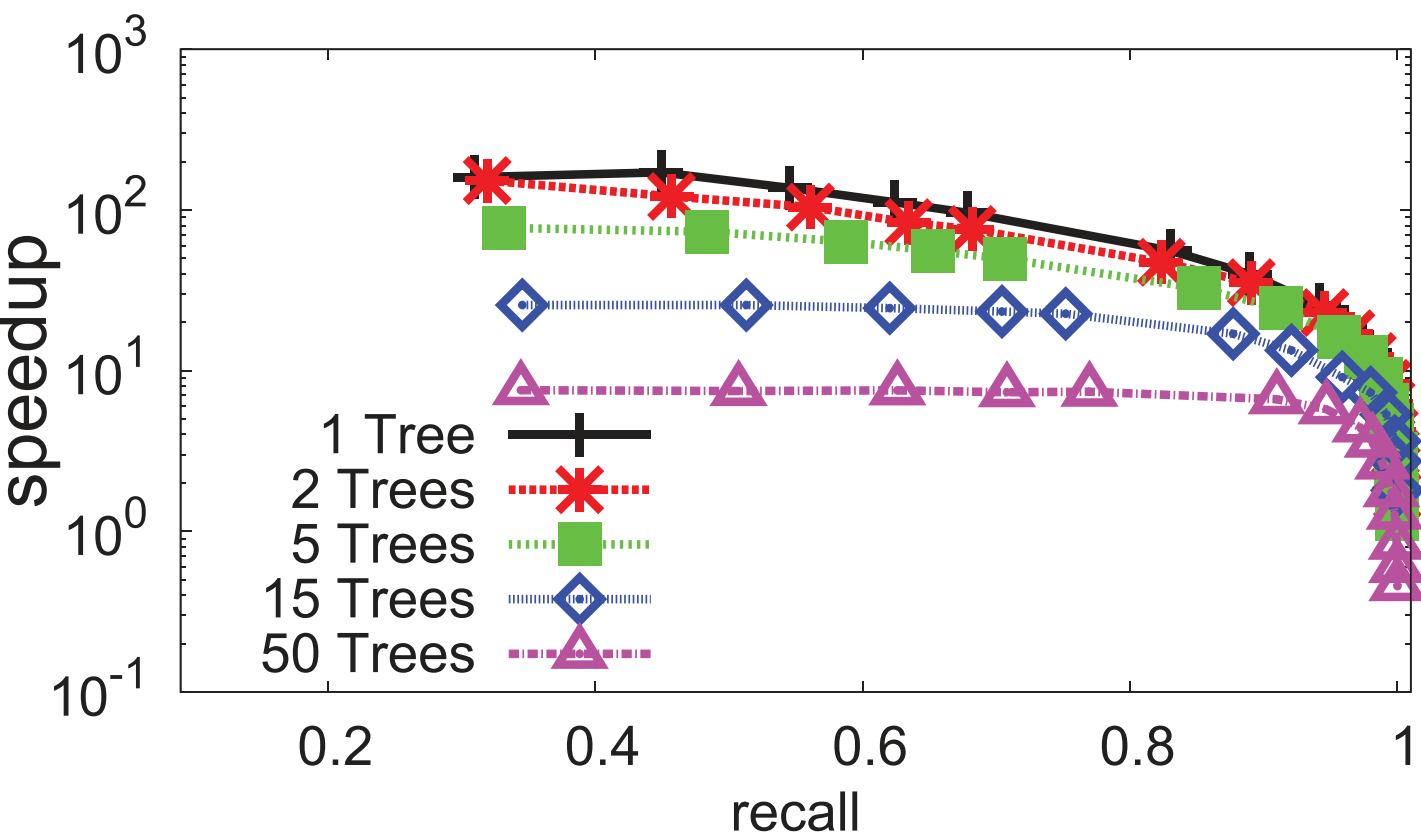 10^3
10^2
10^1
10^0
10^-1
speedup
1 Tree
2 Trees
5 Trees
15 Trees
50 Trees
0.2 0.4 0.6 0.8 1
recall